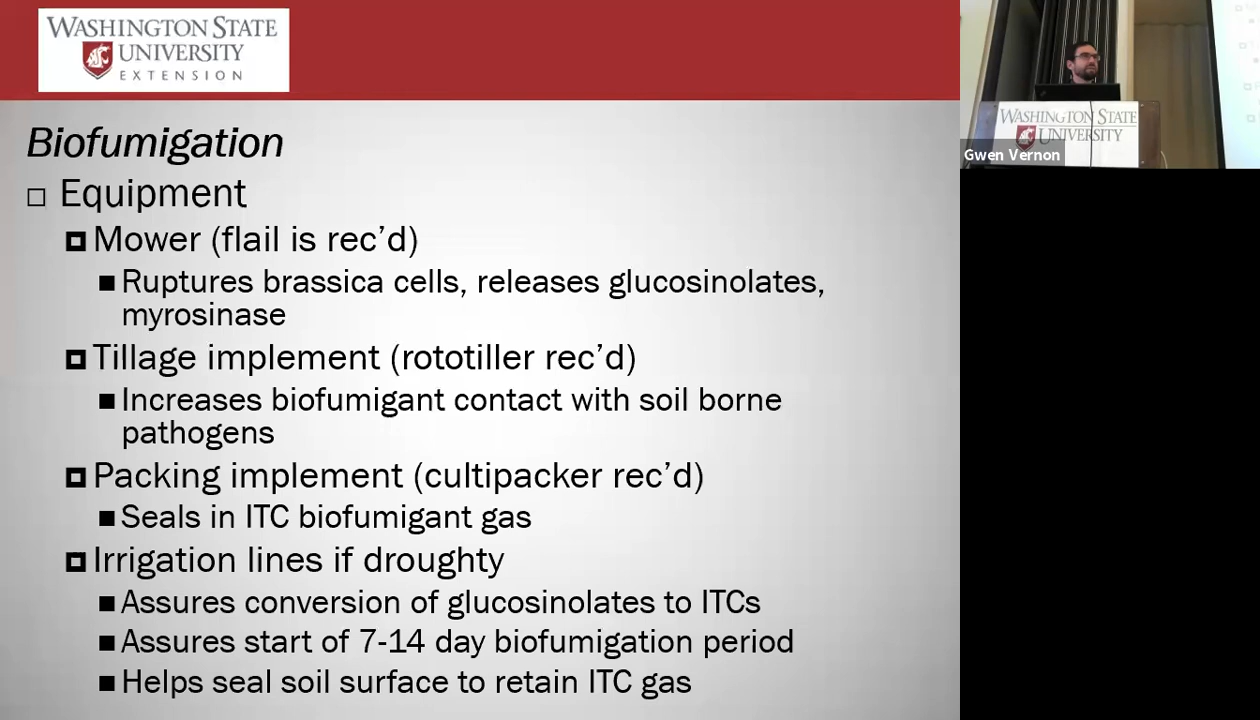 WASHINGTON STATE
UNIVERSITY
EXTENSION
Biofumigation
Equipment
Mower (flail is rec’d)
Ruptures brassica cells, releases glucosinolates,
myrosinase
Tillage implement (rototiller rec’d)
Increases biofumigant contact with soil borne
pathogens
Packing implement (cultipacker rec’d)
Seals in ITC biofumigant gas
Irrigation lines if droughty
Assures conversion of glucosinolates to ITCs
Assures start of 7-14 day biofumigation period
Helps seal soil surface to retain ITC gas
WASHINGTON STATE
UNIVERSITY
Gwen Vernon